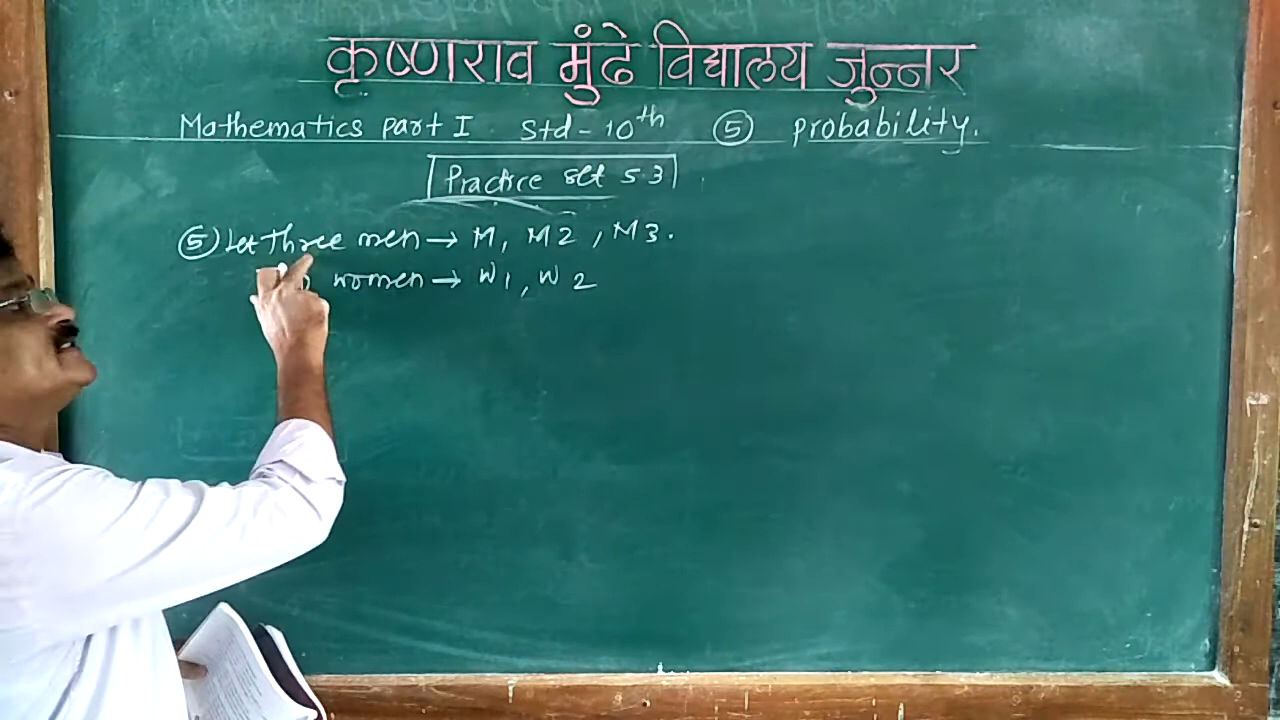 कृष्णराव मुंढे विद्यालय जुन्नर
Mathematics part I Std - 10th ⑤ probability.
Practice set 5.3
⑤ Let three men → M1 M2 , M3.
women → W1, W2